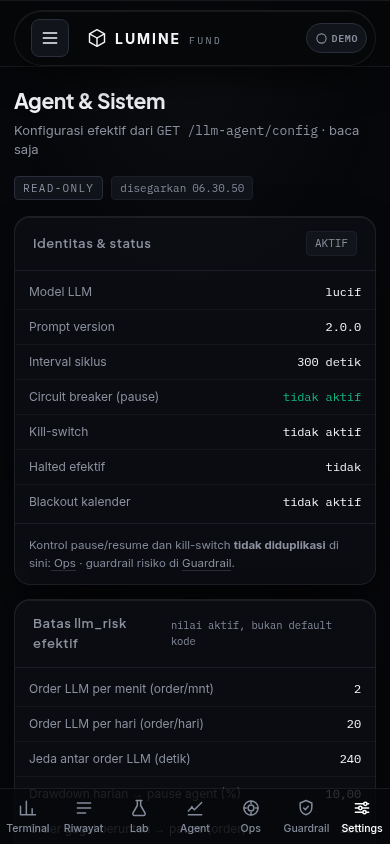 LUMINE FUND
DEMO
Agent & Sistem
Konfigurasi efektif dari GET /llm-agent/config · baca
saja
READ-ONLY
disegarkan 06.30.50
Identitas & status
AKTIF
Model LLM lucif
Prompt version 2.0.0
Interval siklus 300 detik
Circuit breaker (pause) tidak aktif
Kill-switch tidak aktif
Halted efektif tidak
Blackout kalender tidak aktif
Kontrol pause/resume dan kill-switch tidak diduplikasi di
sini: Ops · guardrail risiko di Guardrail.
Batas llm_risk
efektif
nilai aktif, bukan default
kode
Order LLM per menit (order/mnt) 2
Order LLM per hari (order/hari) 20
Jeda antar order LLM (detik) 240
Drawdown harian → pause agent (%) 10,00
Terminal
Riwayat
Lab
Agent
Ops
Guardrail
Settings